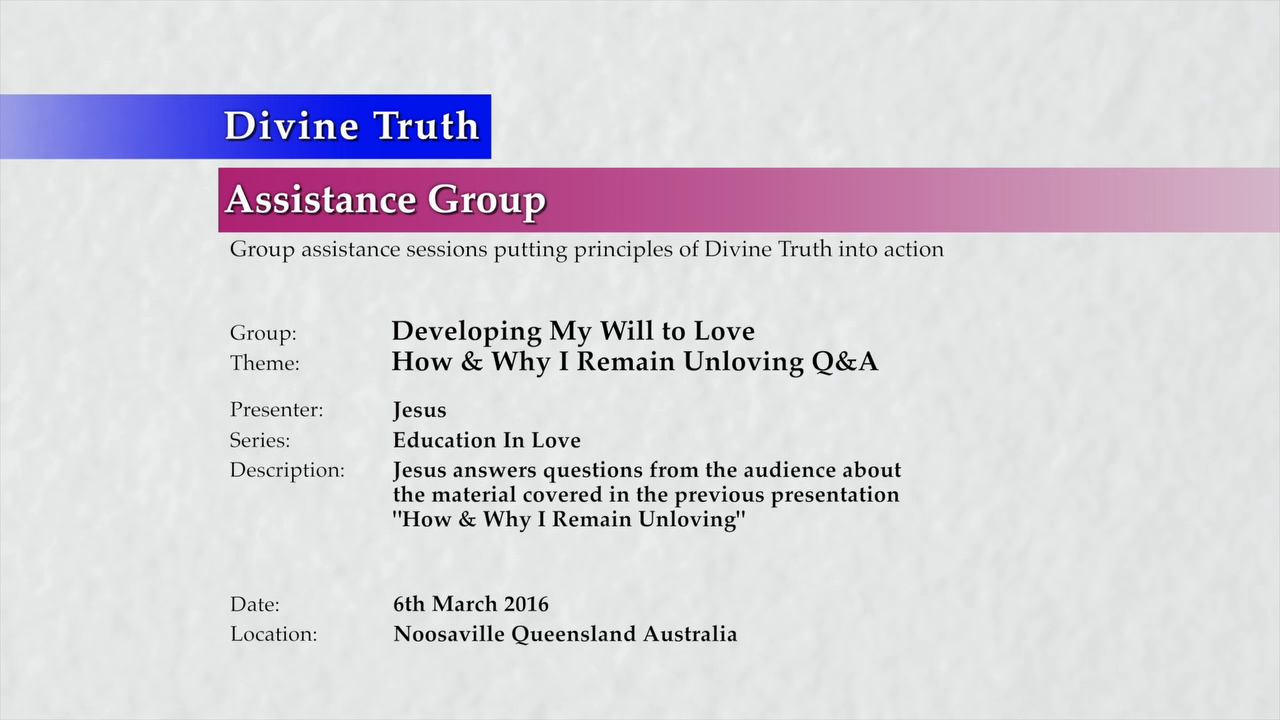 Divine Truth
Assistance Group
Group assistance sessions putting principles of Divine Truth into action
Group: Developing My Will to Love
Theme: How & Why I Remain Unloving Q&A
Presenter: Jesus
Series: Education In Love
Description: Jesus answers questions from the audience about
the material covered in the previous presentation
"How & Why I Remain Unloving"
Date: 6th March 2016
Location: Noosaville Queensland Australia